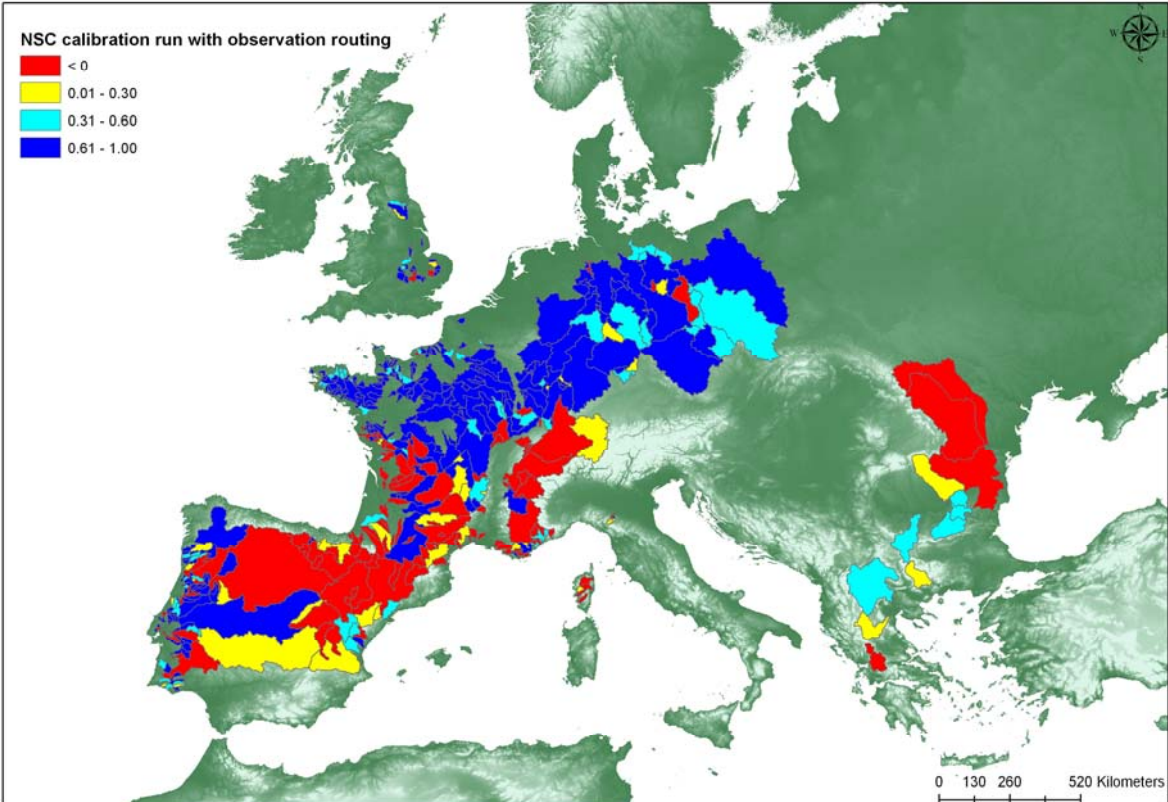 NSC calibration run with observation routing
< 0
0.01 - 0.30
0.31 - 0.60
0.61 - 1.00
N
W E
S
0 130 260 520 Kilometers